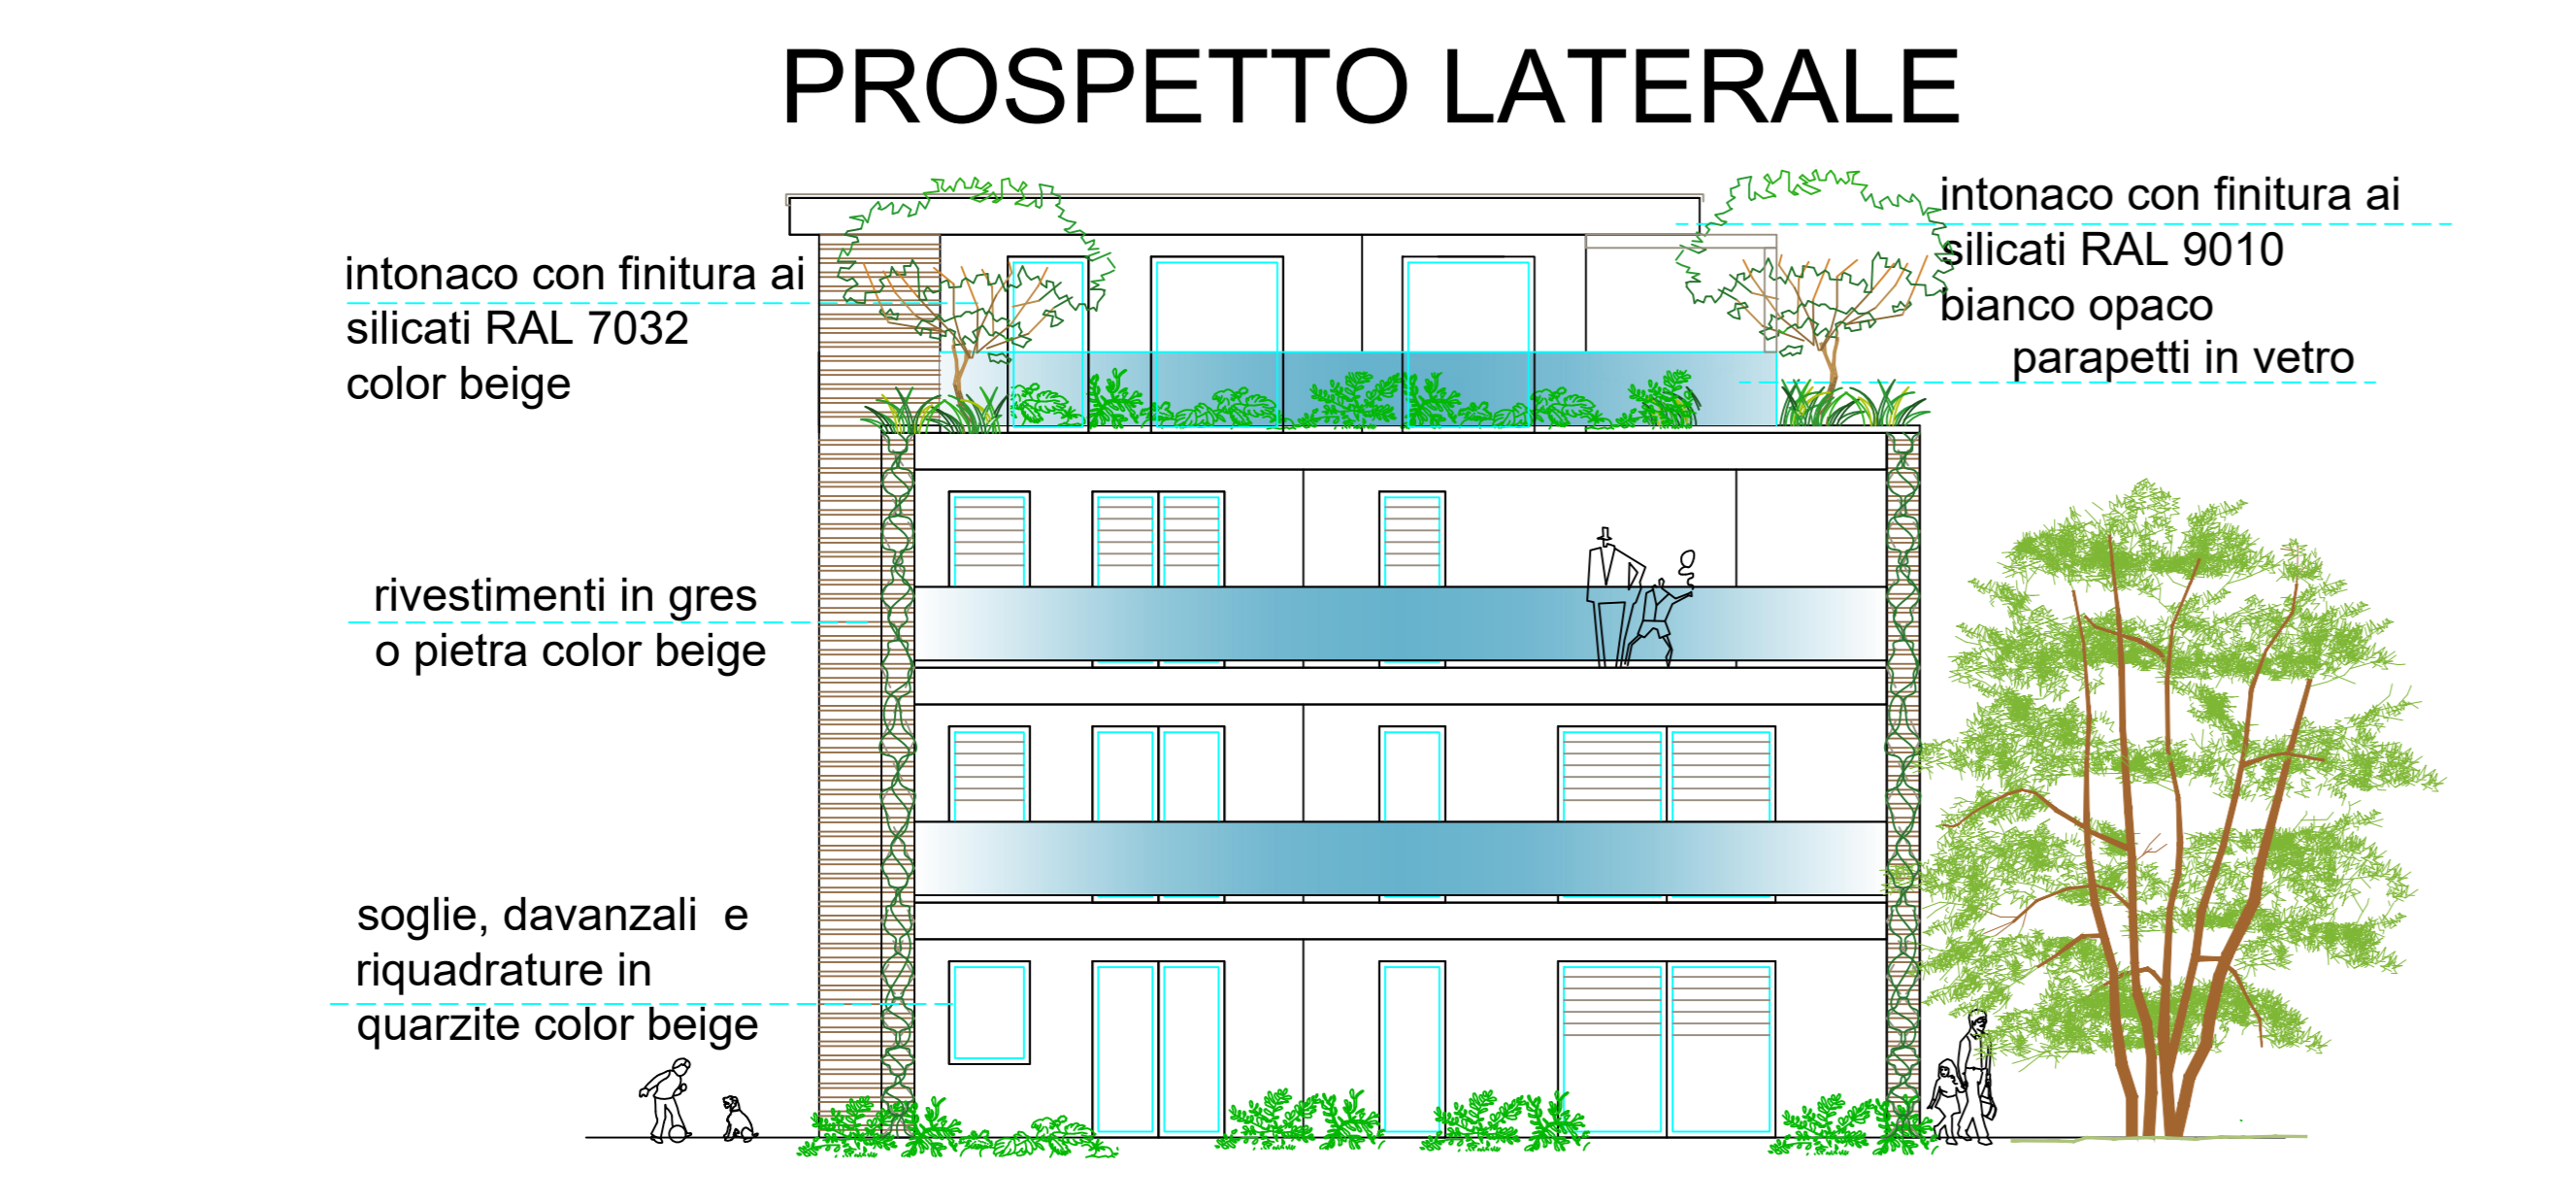 PROSPETTO LATERALE
intonaco con finitura ai
silicati RAL 7032
color beige
rivestimenti in gres
o pietra color beige
soglie, davanzali e
riquadrature in
quarzite color beige
intonaco con finitura ai
silicati RAL 9010
bianco opaco
parapetti in vetro